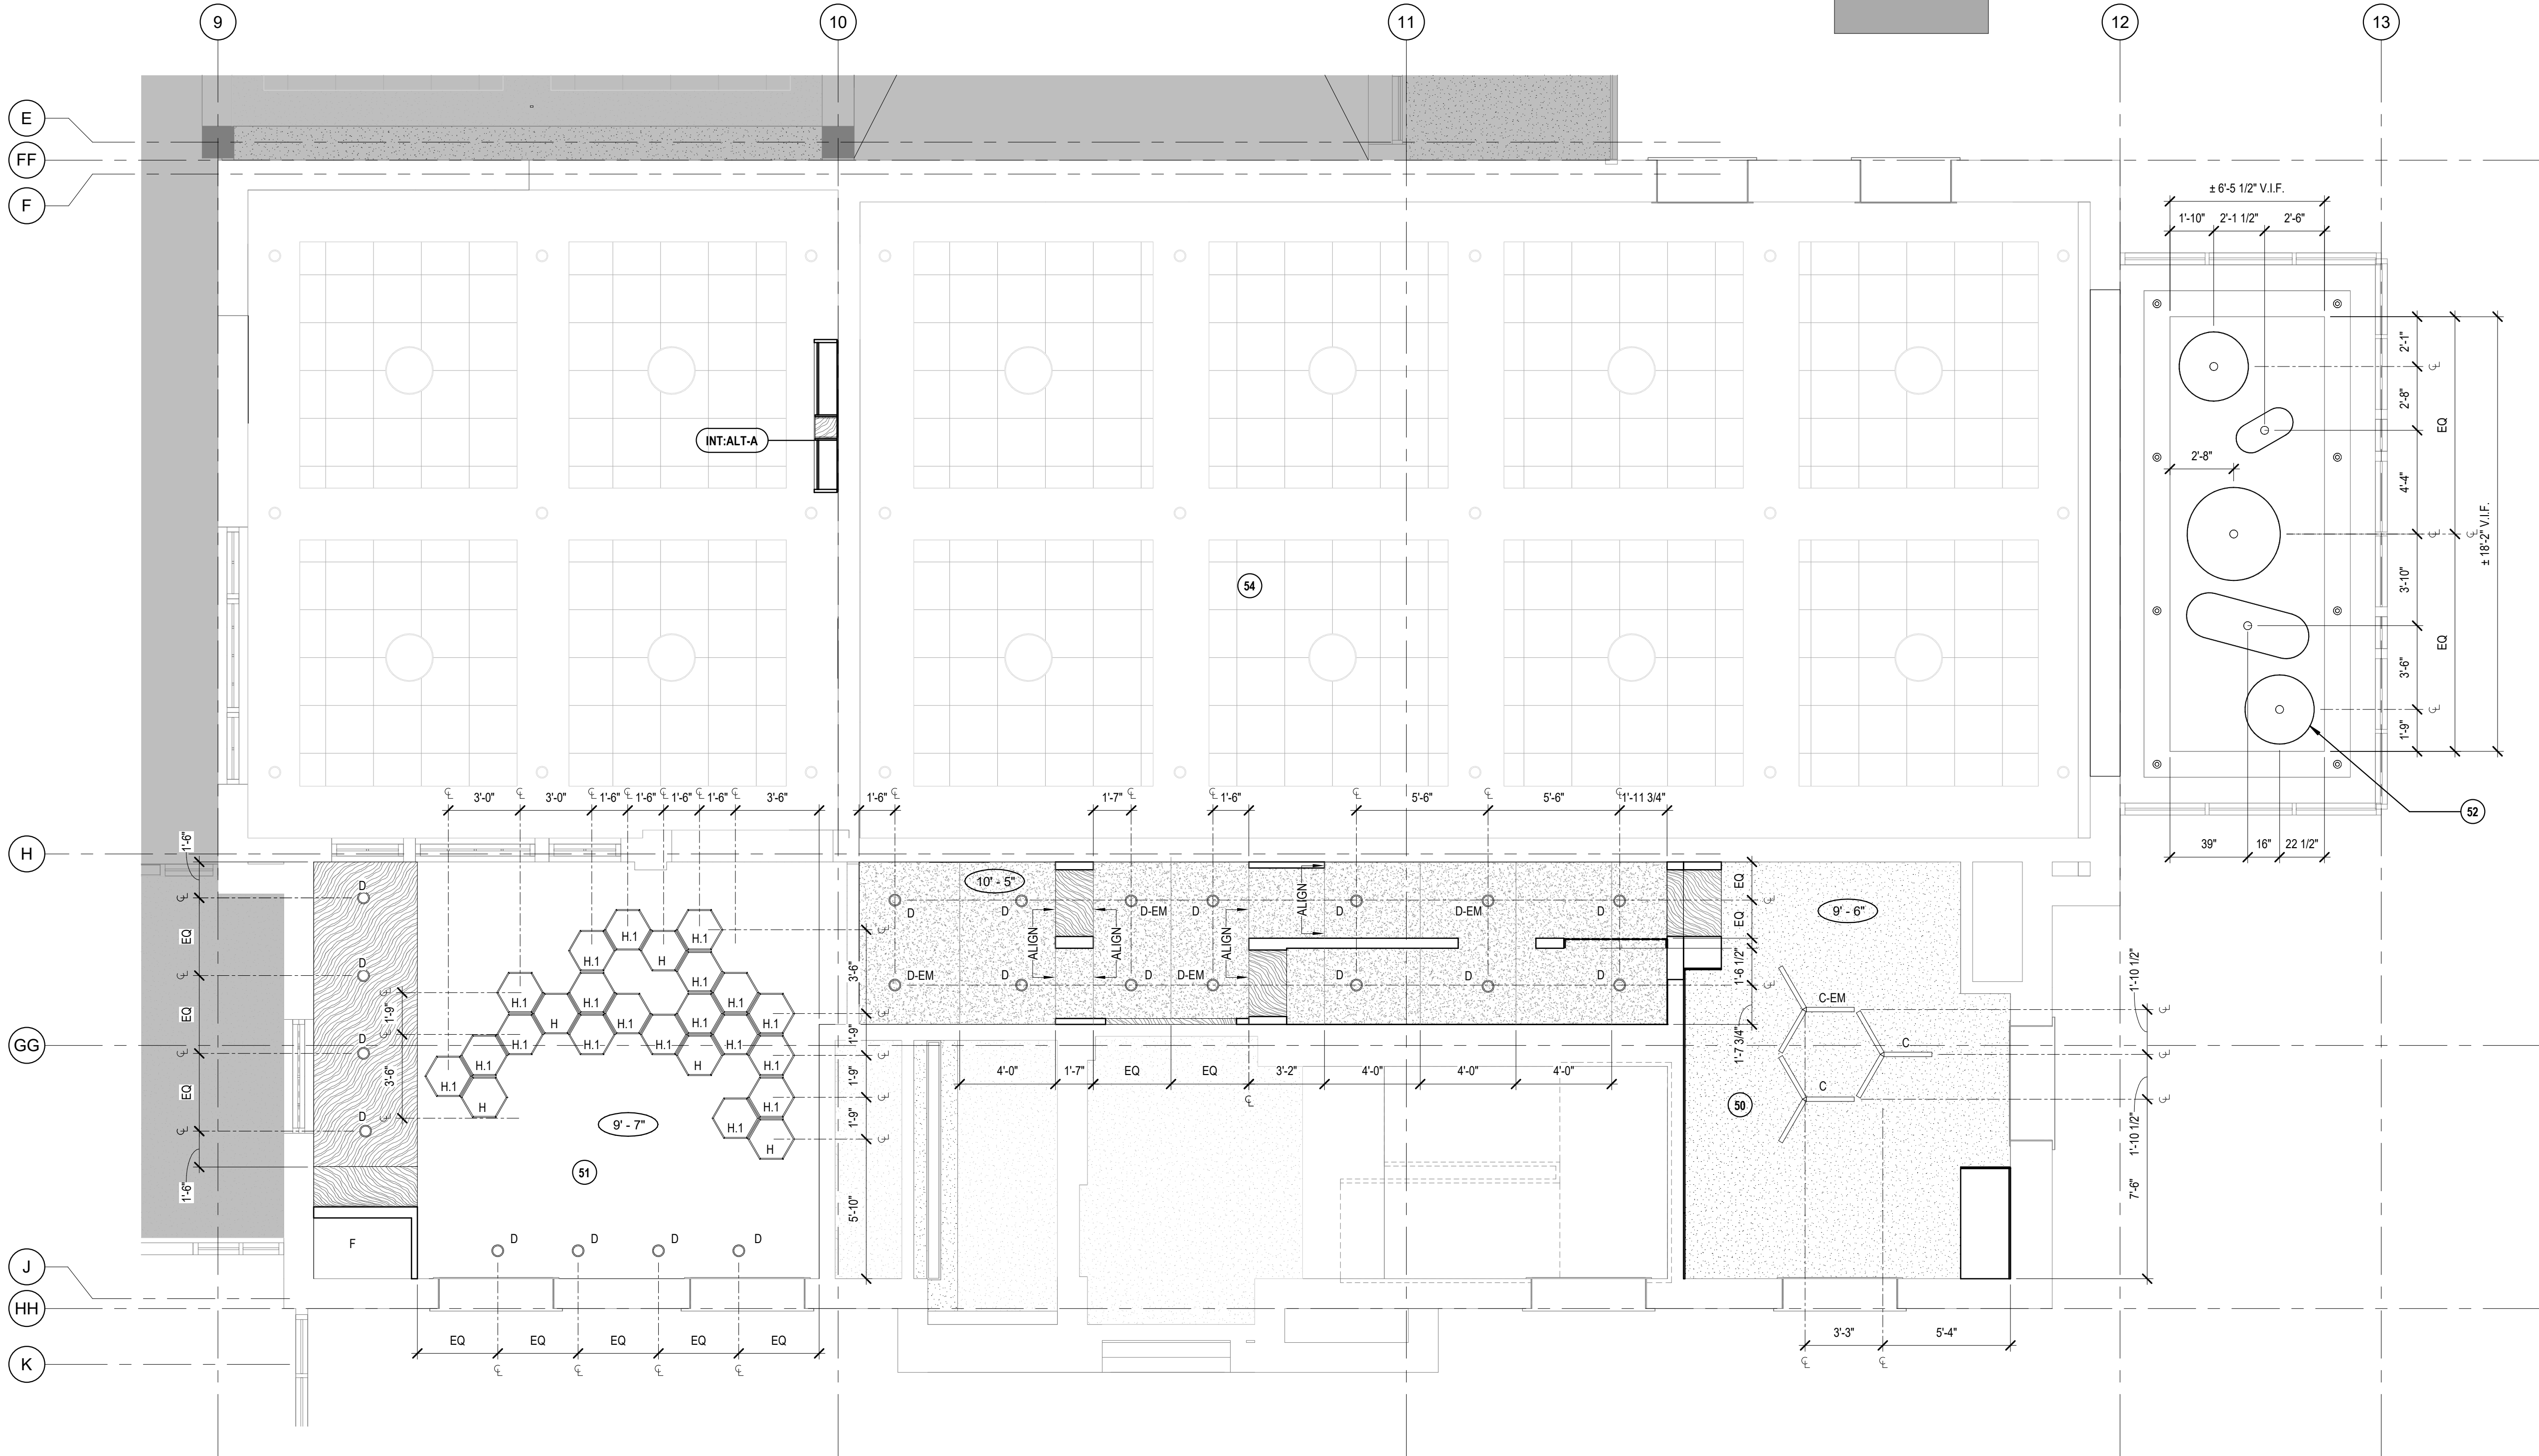 9
10
11
12
13
E
FF
F
± 6'-5 1/2" V.I.F.
1'-10"
2'-1 1/2"
2'-6"
2'-1"
2'-8"
EQ
INT:ALT-A
2'-8"
4'-4"
± 18'-2" V.I.F.
54
3'-10"
EQ
3'-6"
1'-9"
52
39"
16"
22 1/2"
3'-0"
3'-0"
1'-6"
1'-6"
1'-6"
1'-6"
3'-6"
1'-6"
1'-7"
1'-6"
5'-6"
5'-6"
1'-11 3/4"
H
1'-6"
EQ
EQ
EQ
1'-6"
D
D
D
D
1'-9"
3'-6"
10' - 5"
D
D
D-EM
D
D
D-EM
D
ALIGN
ALIGN
ALIGN
ALIGN
D-EM
D
D
D-EM
D
D
D
EQ
EQ
1'-6 1/2"
1'-7 3/4"
9' - 6"
C-EM
C
C
50
1'-10 1/2"
1'-10 1/2"
7'-6"
H.1
H.1
H.1
H
H.1
H.1
H.1
H.1
H.1
H
H.1
H.1
H.1
H.1
H.1
H.1
H.1
H
H.1
H.1
H
H.1
H.1
H
GG
3'-6"
1'-9"
1'-9"
1'-9"
5'-10"
4'-0"
1'-7"
EQ
EQ
3'-2"
4'-0"
4'-0"
4'-0"
9' - 7"
51
F
D
D
D
D
J
HH
K
EQ
EQ
EQ
EQ
EQ
3'-3"
5'-4"